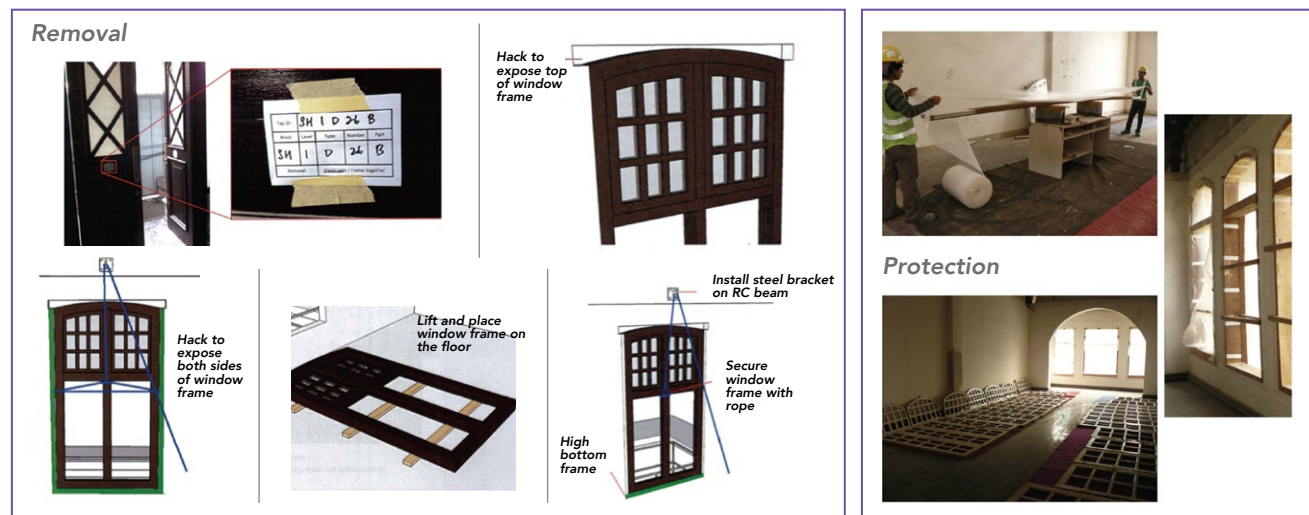 Removal
Tag ID: SH 1 D 26 B
Block Level Type Number Part
SH 1 D 26 B
Removal
Hack to
expose top
of window
frame
Hack to
expose
both sides
of window
frame
Lift and place
window frame on
the floor
Install steel bracket
on RC beam
Secure
window
frame with
rope
High
bottom
frame
Protection